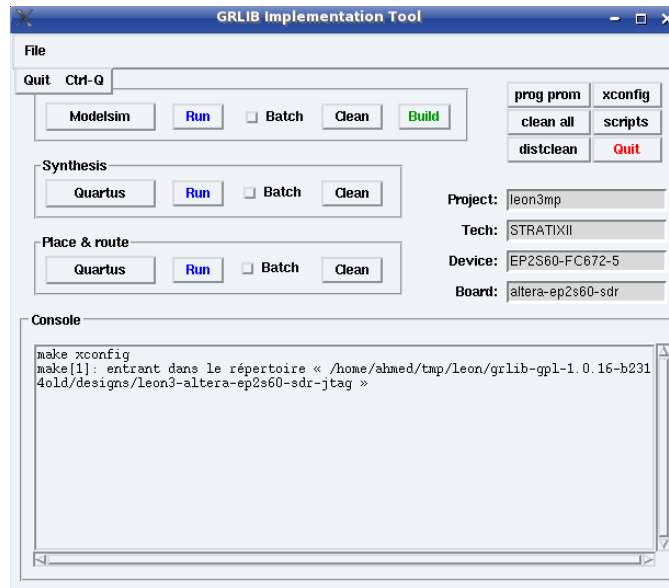 GRLIB Implementation Tool
File
Quit Ctrl-Q
Modelsim Run Batch Clean Build
prog prom xconfig
clean all scripts
distclean Quit
Synthesis
Quartus Run Batch Clean
Place & route
Quartus Run Batch Clean
Project: leon3mp
Tech: STRATIXII
Device: EP2S60-FC672-5
Board: altera-ep2s60-sdr
Console
make xconfig
make[1]: entrant dans le répertoire « /home/ahmed/tmp/leon/grlib-gpl-1.0.16-b231
4old/designs/leon3-altera-ep2s60-sdr-jtag »